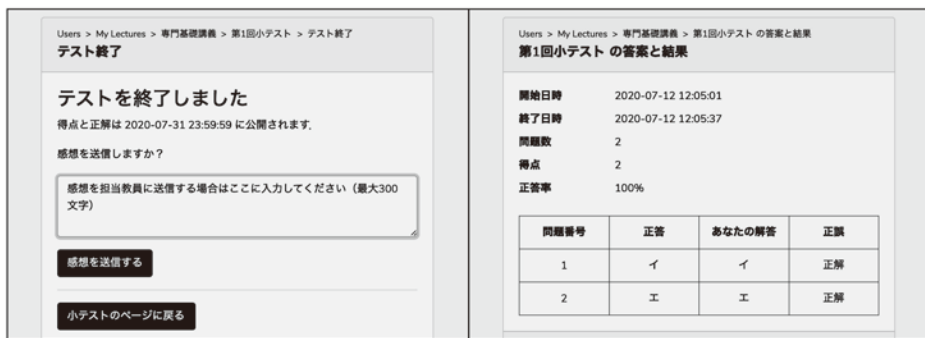 Users > My Lectures > 専門基礎講義 > 第1回小テスト > テスト終了
テスト終了
テストを終了しました
得点と正解は 2020-07-31 23:59:59 に公開されます.
感想を送信しますか？
感想を担当教員に送信する場合はここに入力してください（最大300
文字）
感想を送信する
小テストのページに戻る
Users > My Lectures > 専門基礎講義 > 第1回小テスト の答案と結果
第1回小テスト の答案と結果
開始日時 2020-07-12 12:05:01
終了日時 2020-07-12 12:05:37
問題数 2
得点 2
正答率 100%
問題番号 正答 あなたの解答 正誤
1 イ イ 正解
2 エ エ 正解